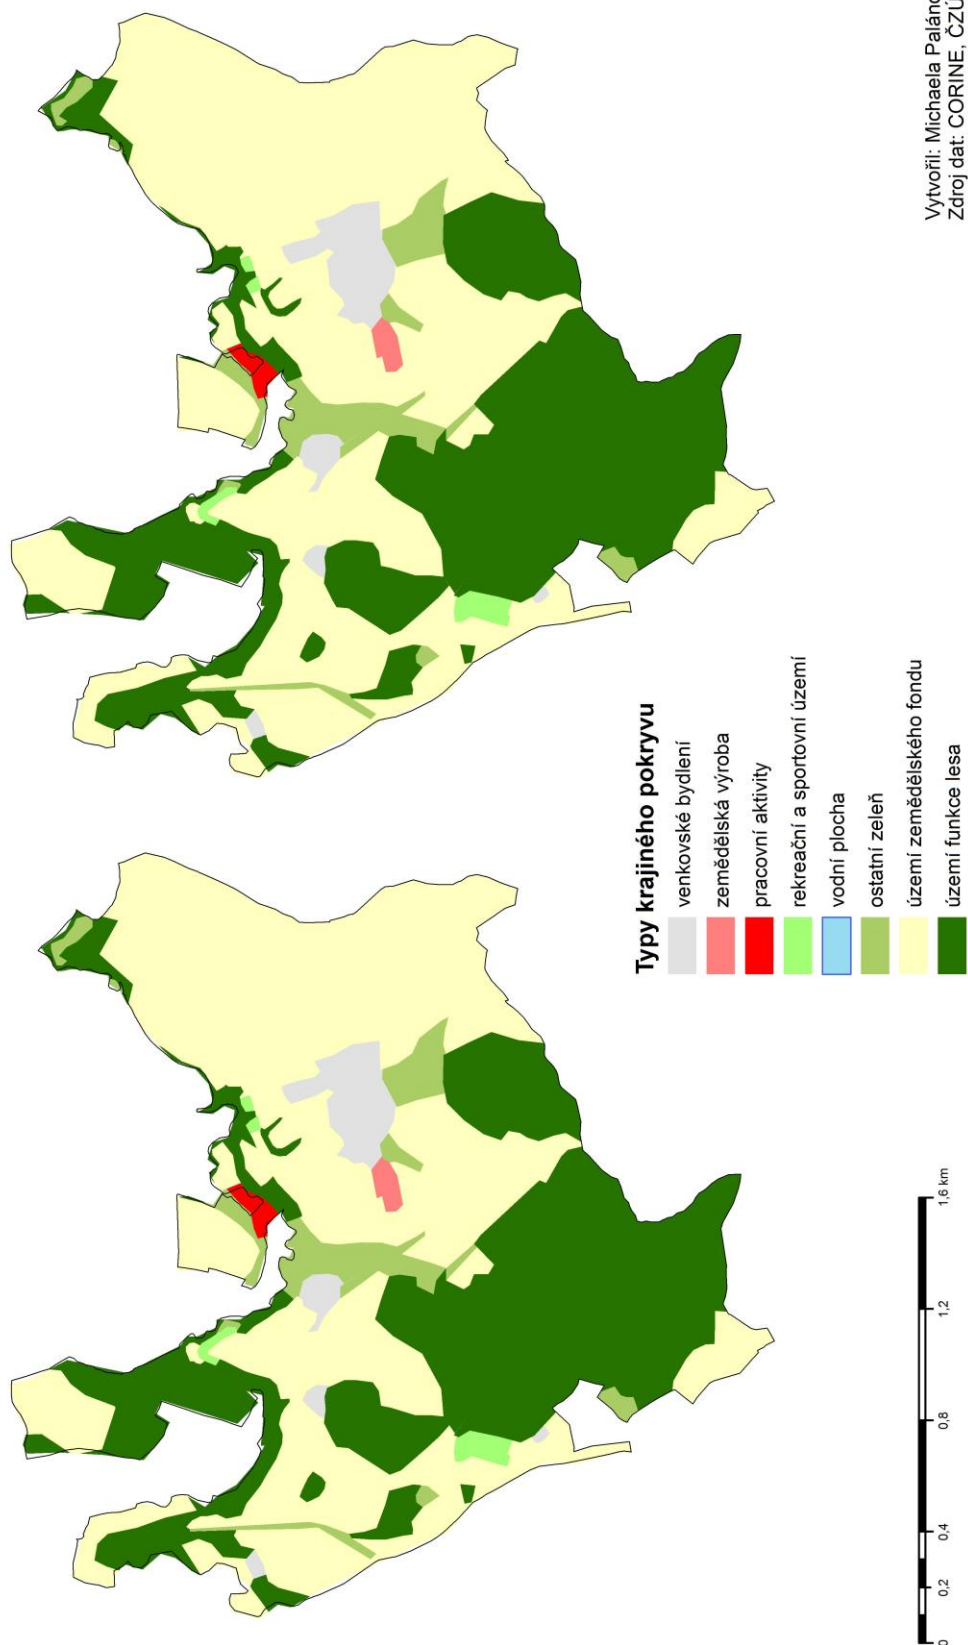 Typy krajiného pokryvu
venkovské bydlení
zemědělská výroba
pracovní aktivity
rekreační a sportovní území
vodní plocha
ostatní zeleň
území zemědělského fondu
území funkce lesa
0 0,2 0,4 0,8 1,2 1,6 km
Vytvořil: Michaela
Zdroj dat: CORINE,